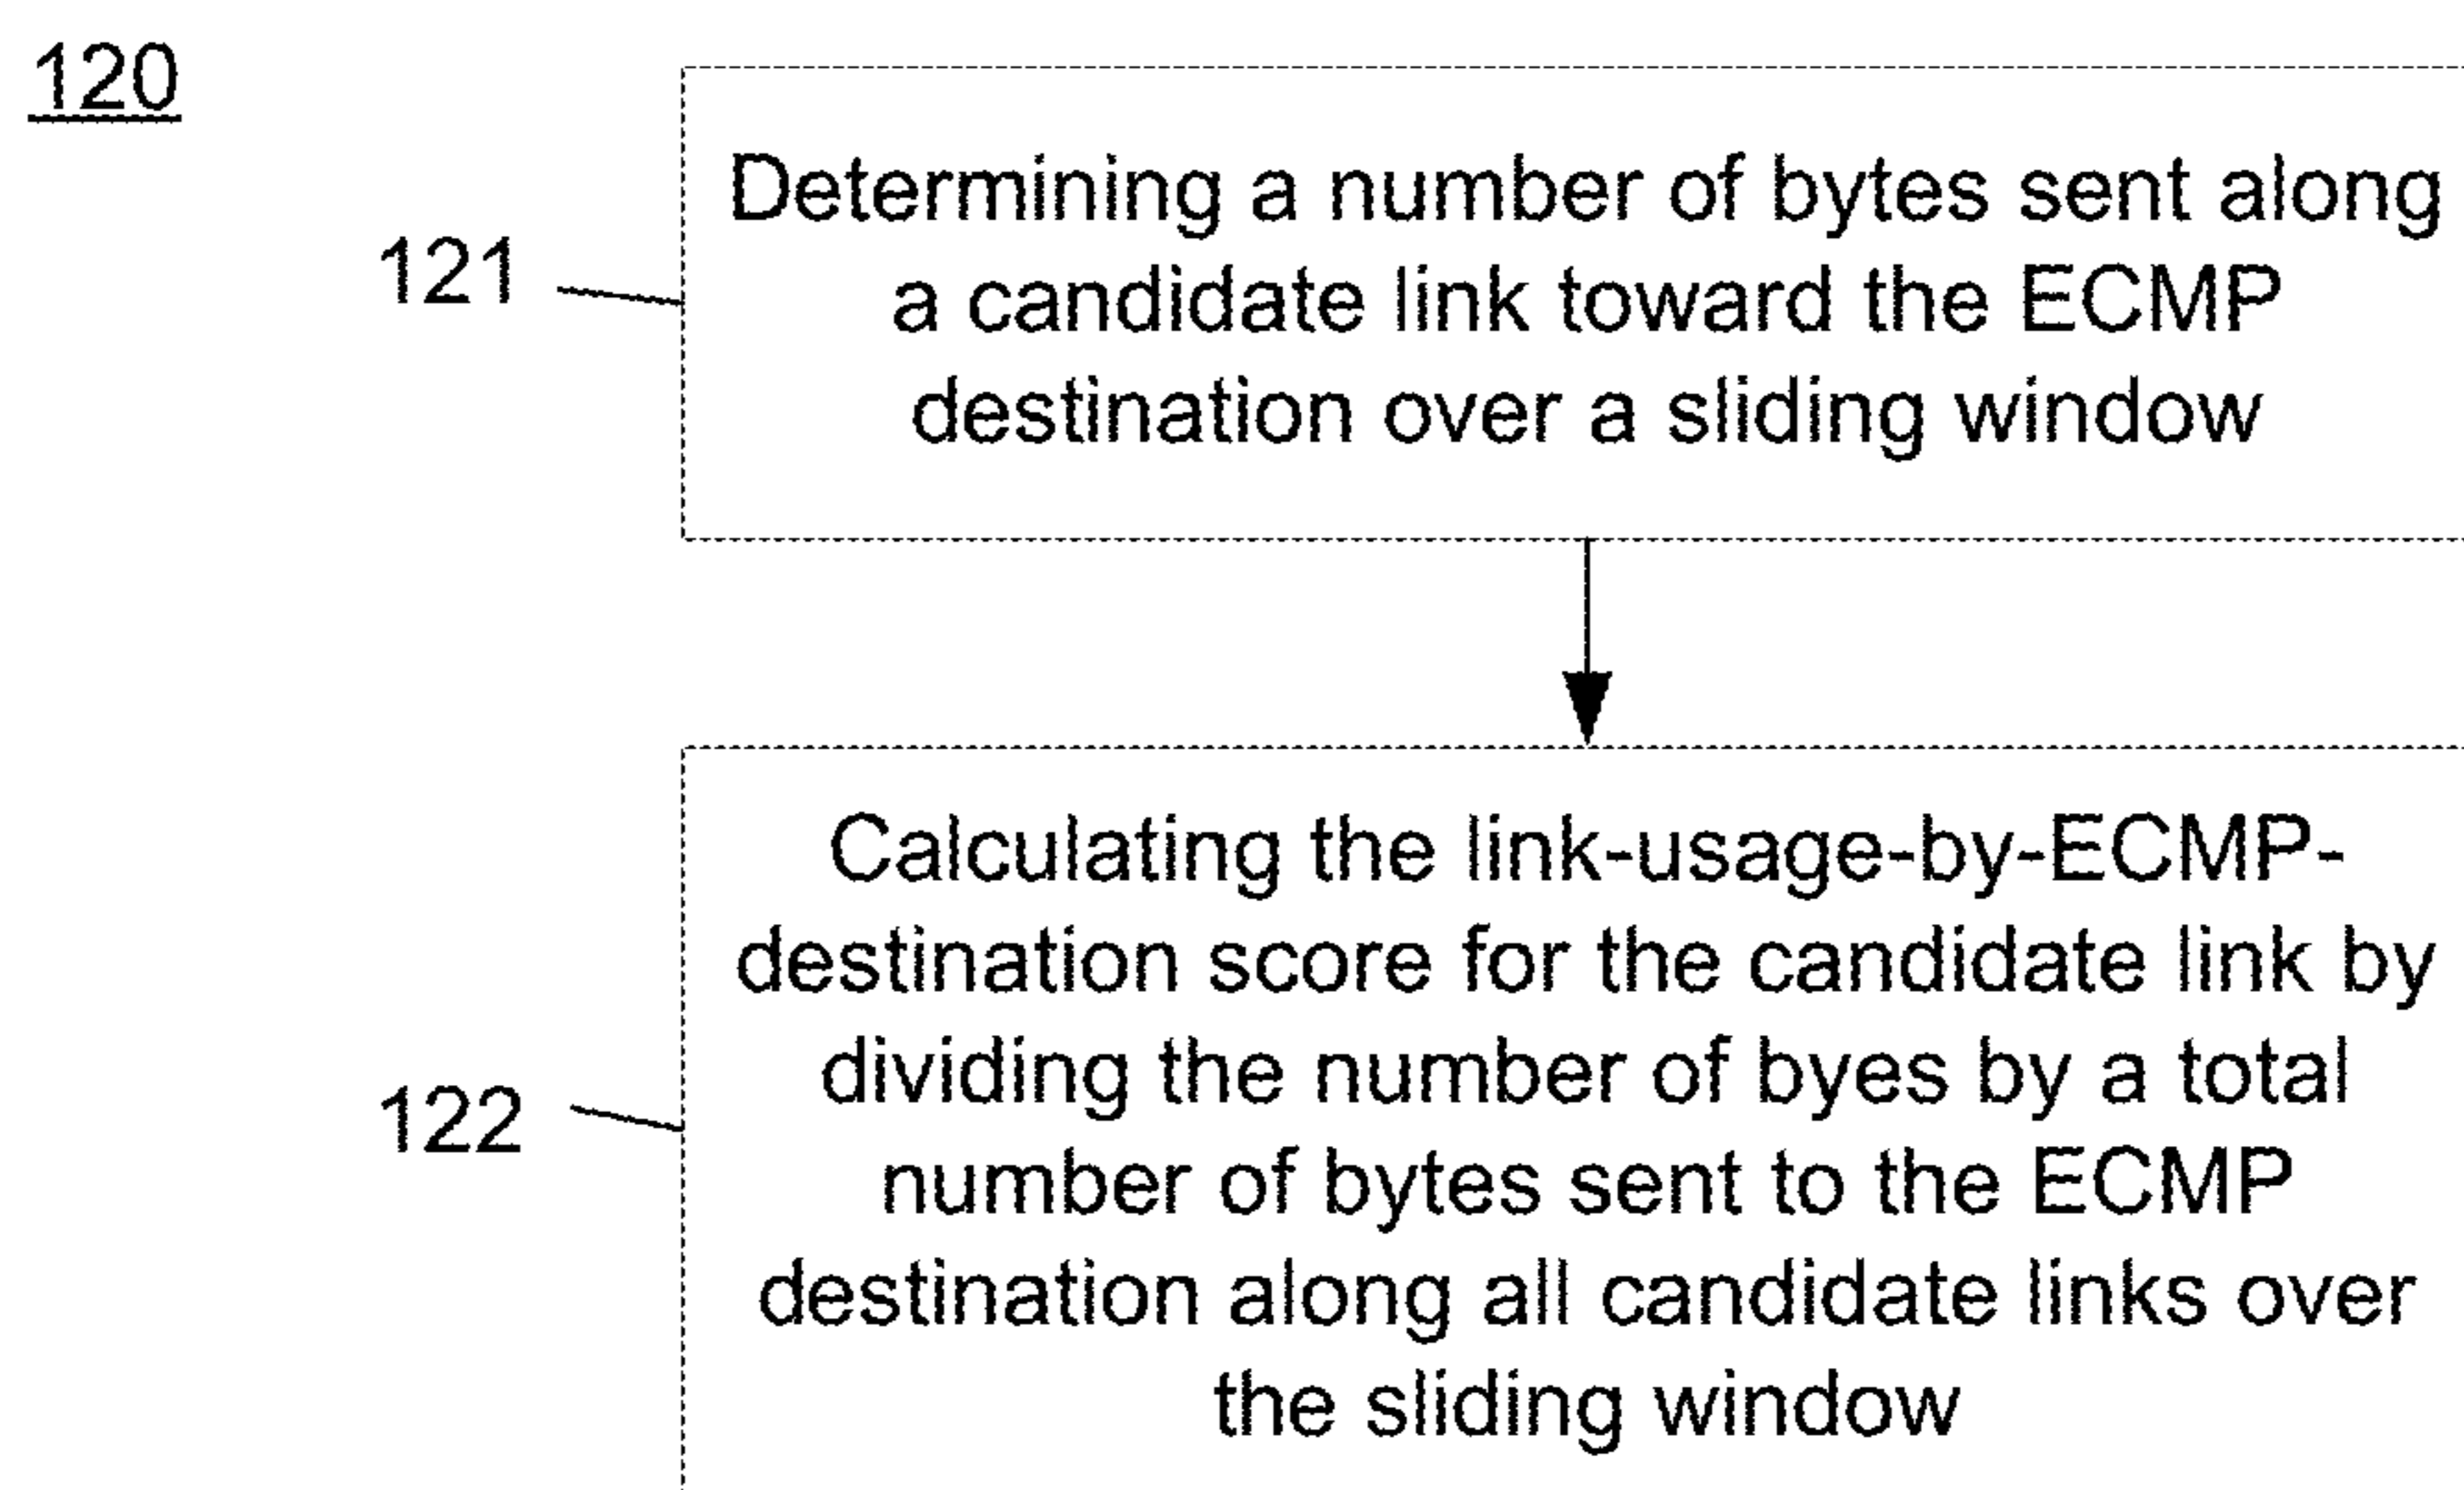 120
Determining a number of bytes sent along
121
a candidate link toward the ECMP
destination over a sliding window
Calculating the link-usage-by-ECMP-
destination score for the candidate link by
dividing the number of byes by a total
122
number of bytes sent to the ECMP
destination along all candidate links over
the sliding window